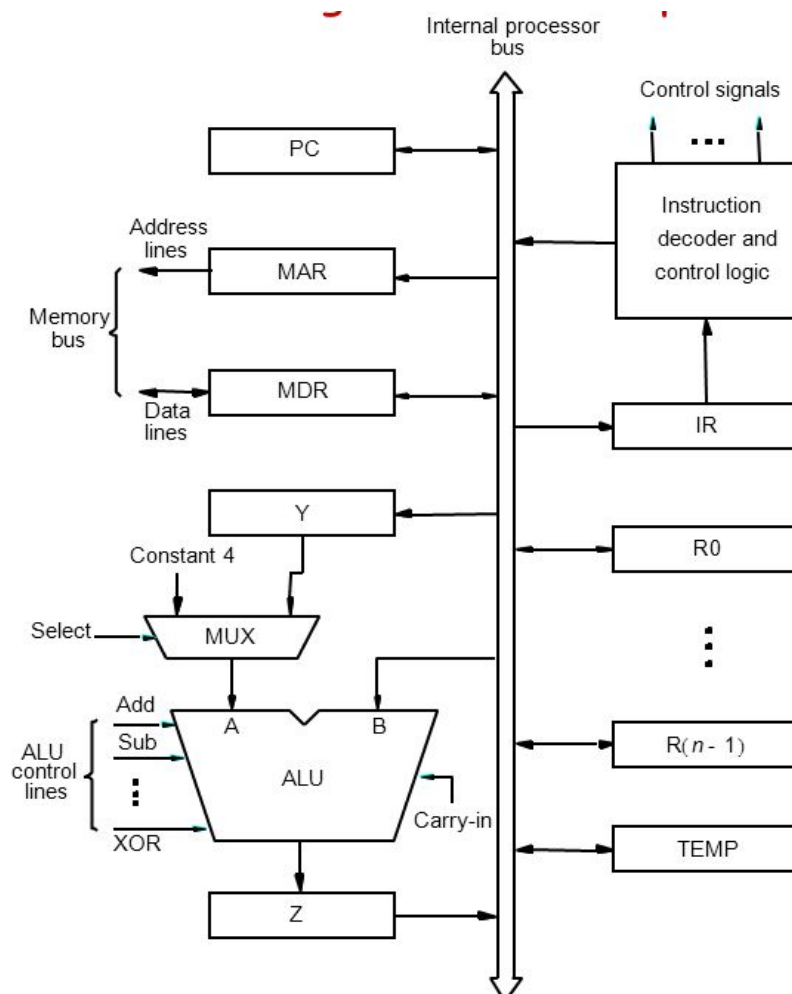 Internal processor
bus
Control signals
PC
Instruction
decoder and
control logic
Address
lines
MAR
Memory
bus
MDR
Data
lines
IR
Y
Constant 4
R0
Select
MUX
Add
A
B
R(n - 1)
Sub
ALU
control
lines
ALU
Carry-in
XOR
TEMP
Z